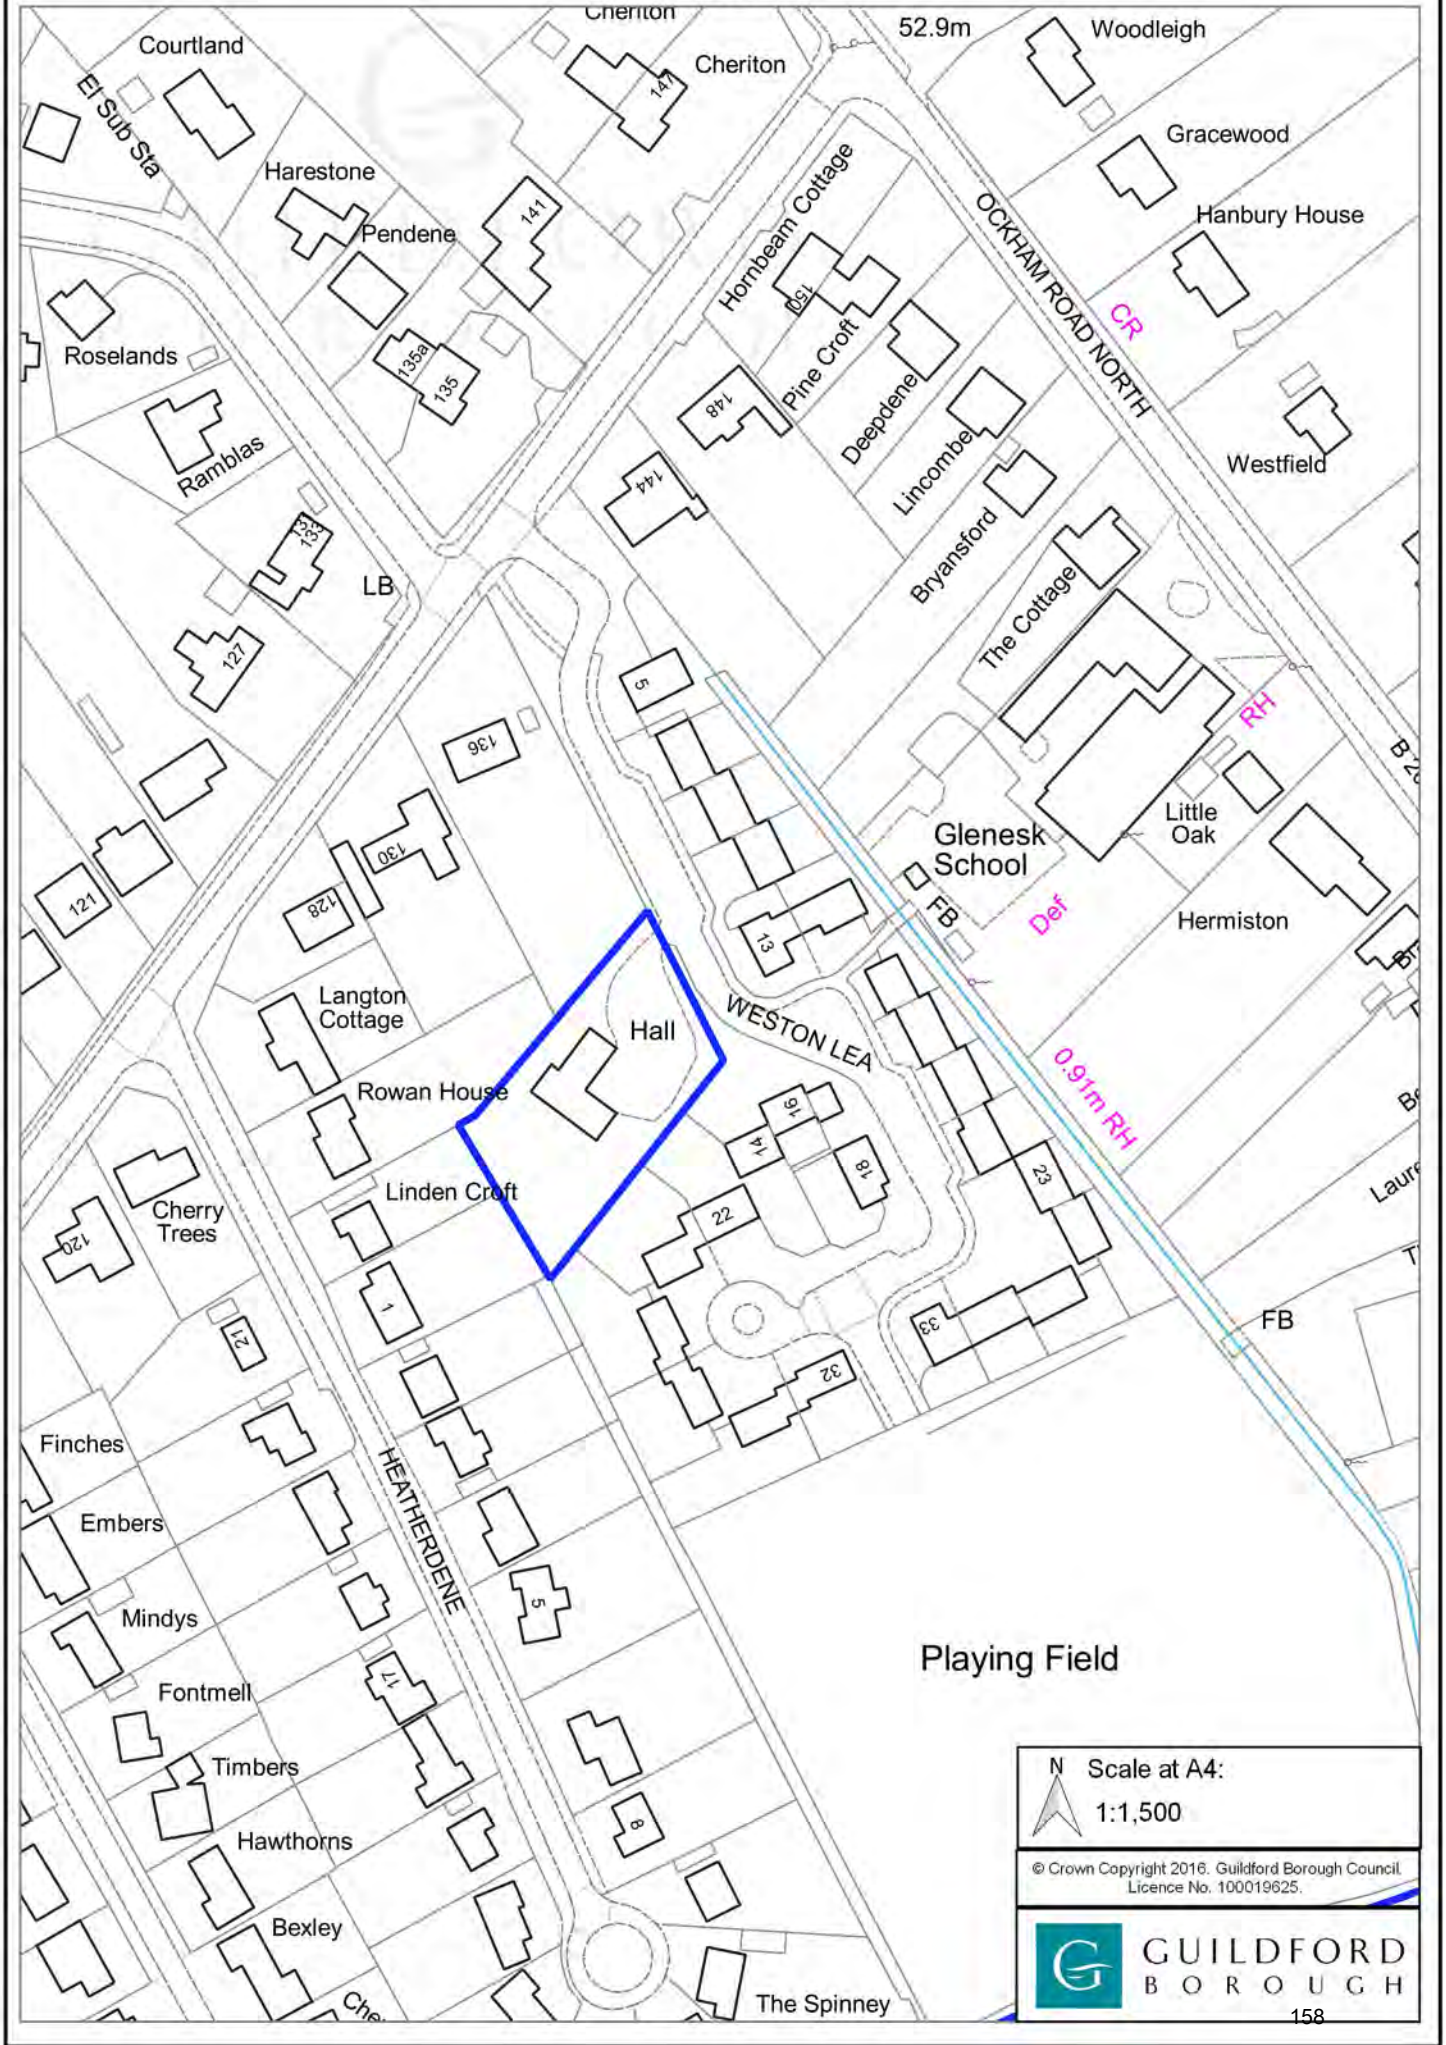 Cheriton
52.9m
Woodleigh
Courtland
Cheriton
147
El Sub Sta
Gracewood
Harestone
141
Hornbeam Cottage
OCKHAM ROAD NORTH
Hanbury House
Pendene
150
CR
Roselands
135a
135
Pine Croft
148
Deepdene
Lincombe
Westfield
Ramblas
144
131
133
Bryansford
LB
The Cottage
127
5
RH
136
B
Little
Oak
Glenesk
School
130
121
128
FB
Def
Hermiston
13
Langton
Cottage
Hall
WESTON LEA
Rowan House
0.91m RH
16
14
18
23
Linden Croft
Cherry
Trees
120
22
1
21
33
FB
32
Finches
HEATHERDENE
Embers
5
Mindys
Playing Field
17
Fontmell
Timbers
8
Hawthorns
Bexley
The Spinney
N
Scale at A4:
1:1,500
© Crown Copyright 2016. Guildford Borough Council.
Licence No. 100019625.
G
GUILDFORD
BOROUGH
158